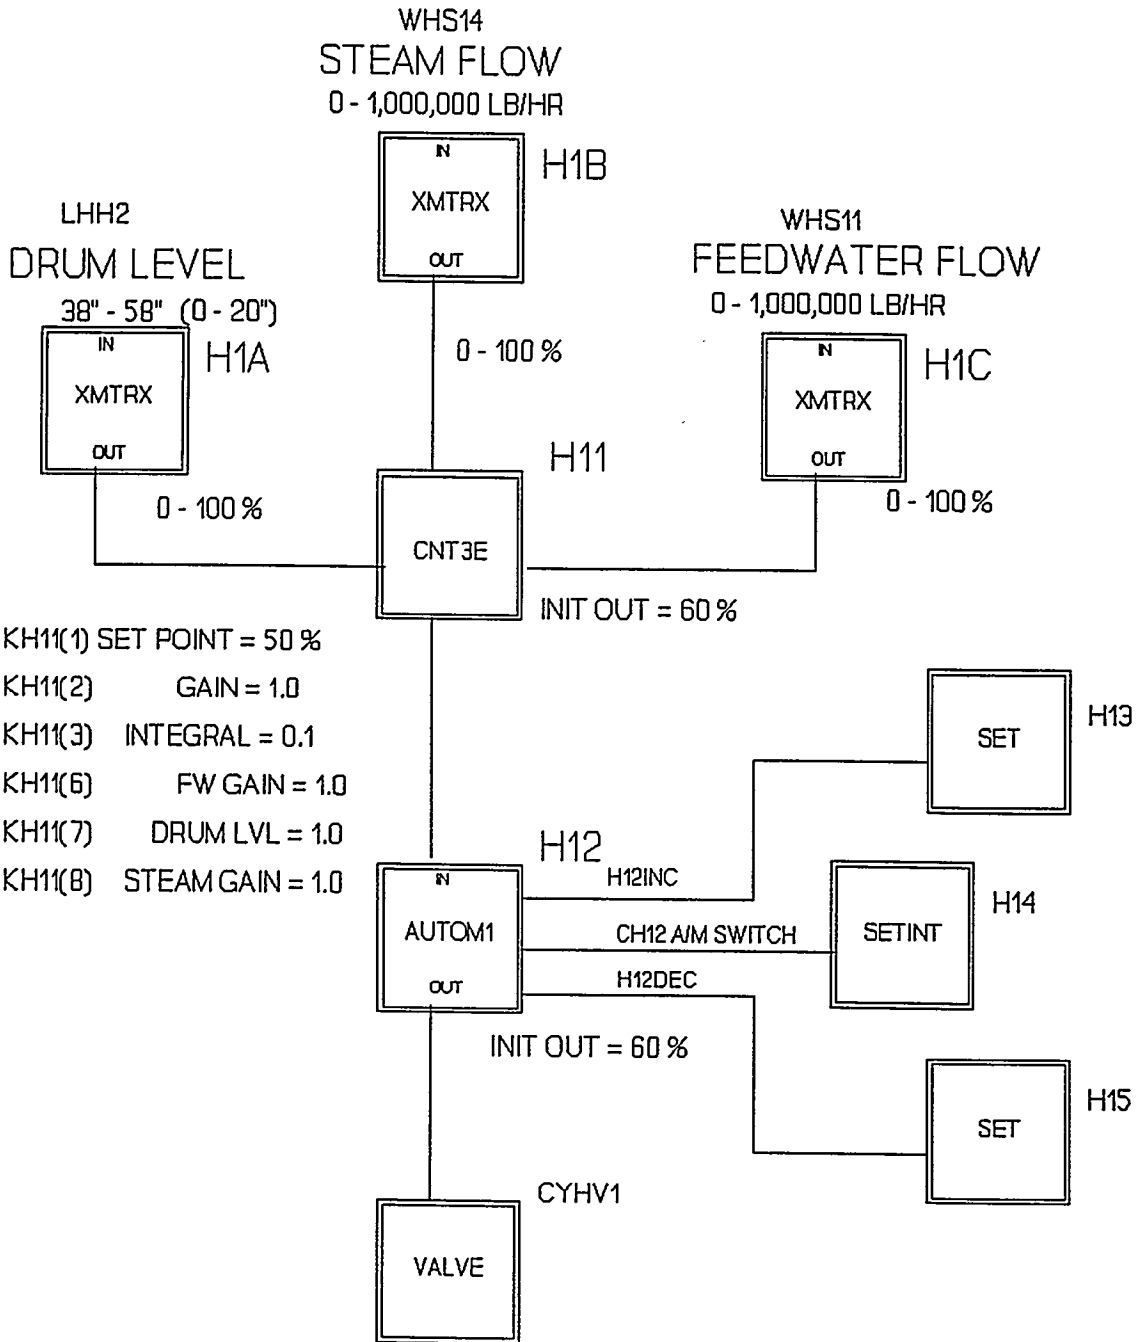 WHS14
STEAM FLOW
0 - 1,000,000 LB/HR
IN
XMTRX
OUT
H1B
LHH2
DRUM LEVEL
38" - 58" (0 - 20")
IN
XMTRX
OUT
H1A
WHS11
FEEDWATER FLOW
0 - 1,000,000 LB/HR
IN
XMTRX
OUT
H1C
0 - 100 %
0 - 100 %
0 - 100 %
H11
CNT3E
INIT OUT = 60 %
KH11(1) SET POINT = 50 %
KH11(2) GAIN = 1.0
KH11(3) INTEGRAL = 0.1
KH11(6) FW GAIN = 1.0
KH11(7) DRUM LVL = 1.0
KH11(8) STEAM GAIN = 1.0
H12
IN
AUTOM1
OUT
H12INC
CH12 A/M SWITCH
H12DEC
INIT OUT = 60 %
SET
H13
SETINT
H14
SET
H15
CYHV1
VALVE